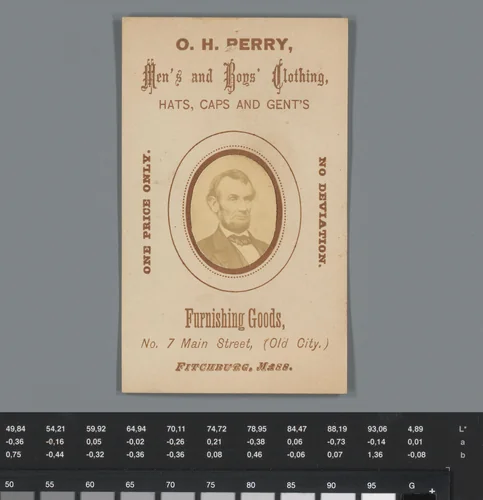 O. H. PERRY,
Men's and Boys' Clothing,
HATS, CAPS AND GENT'S
ONE PRICE ONLY.
NO DEVIATION.
Furnishing Goods,
No. 7 Main Street, (Old City.)
FITCHBURG, MASS.
49,84 54,21 59,92 64,94 70,11 74,72 78,95 84,47 88,19 93,06 4,89 L*
-0,36 -0,16 0,05 -0,02 -0,26 0,21 -0,38 0,06 -0,73 -0,14 0,01 a
0,75 -0,44 -0,32 -0,36 -0,36 0,08 0,46 -0,06 0,07 1,36 -0,08 b
50 55 60 65 70 75 80 85 90 95 G +